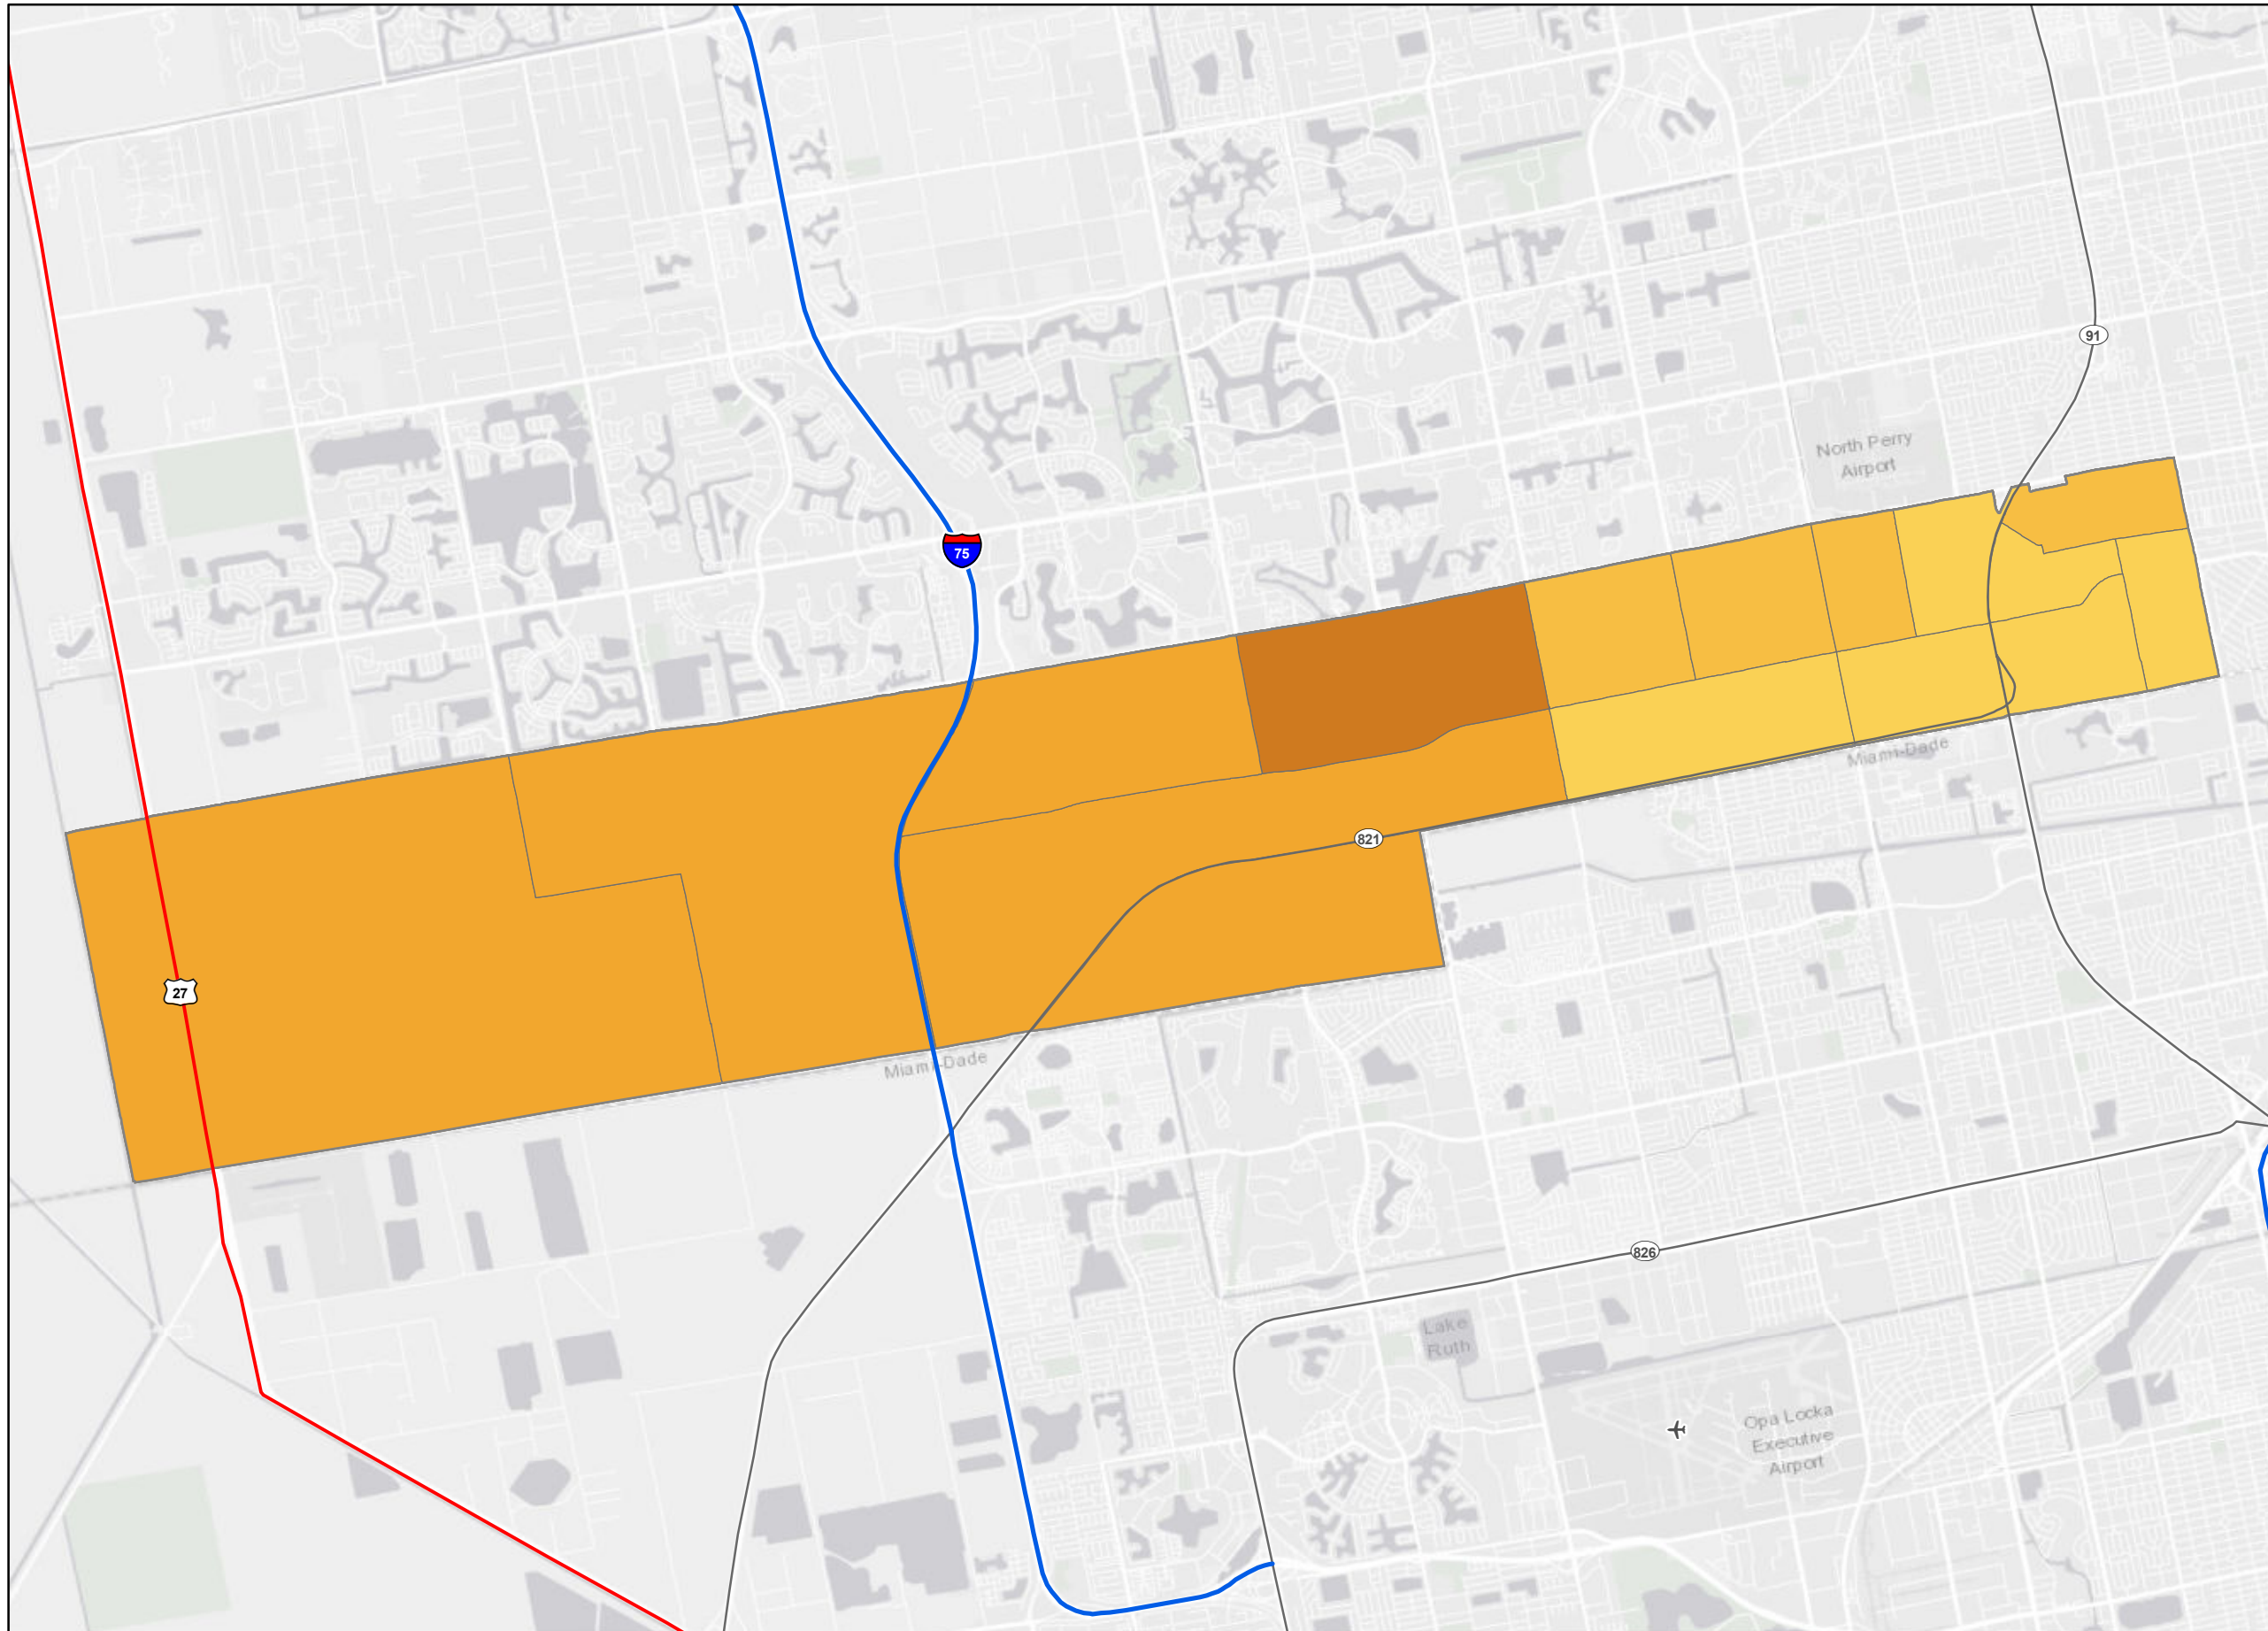 91
North Perry
Airport
75
Miami-Dade
821
27
Miami-Dade
826
Lake
Ruth
Opa Locka
Executive
Airport